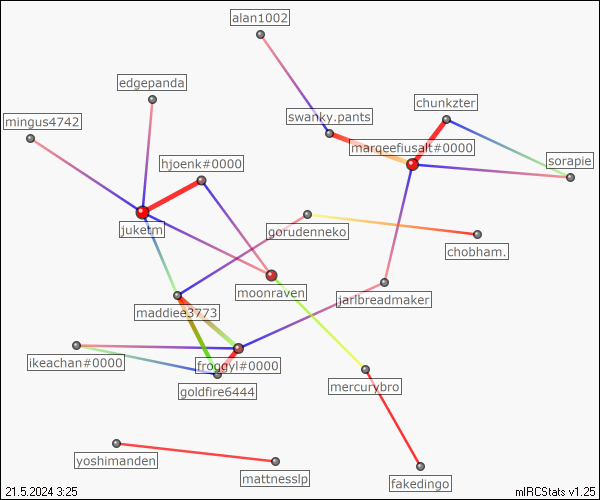 alan1002
edgepanda
chunkzter
swanky.pants
mingus4742
marqeefiusalt#0000
sorapie
hjoenk#0000
juketm
gorudenneko
chobham.
moonraven
jarlbreadmaker
maddiee3773
ikeachan#0000
froggyl#0000
goldfire6444
mercurybro
yoshimanden
mattnesslp
fakedingo
21.5.2024 3:25
mIRCStats v1.25